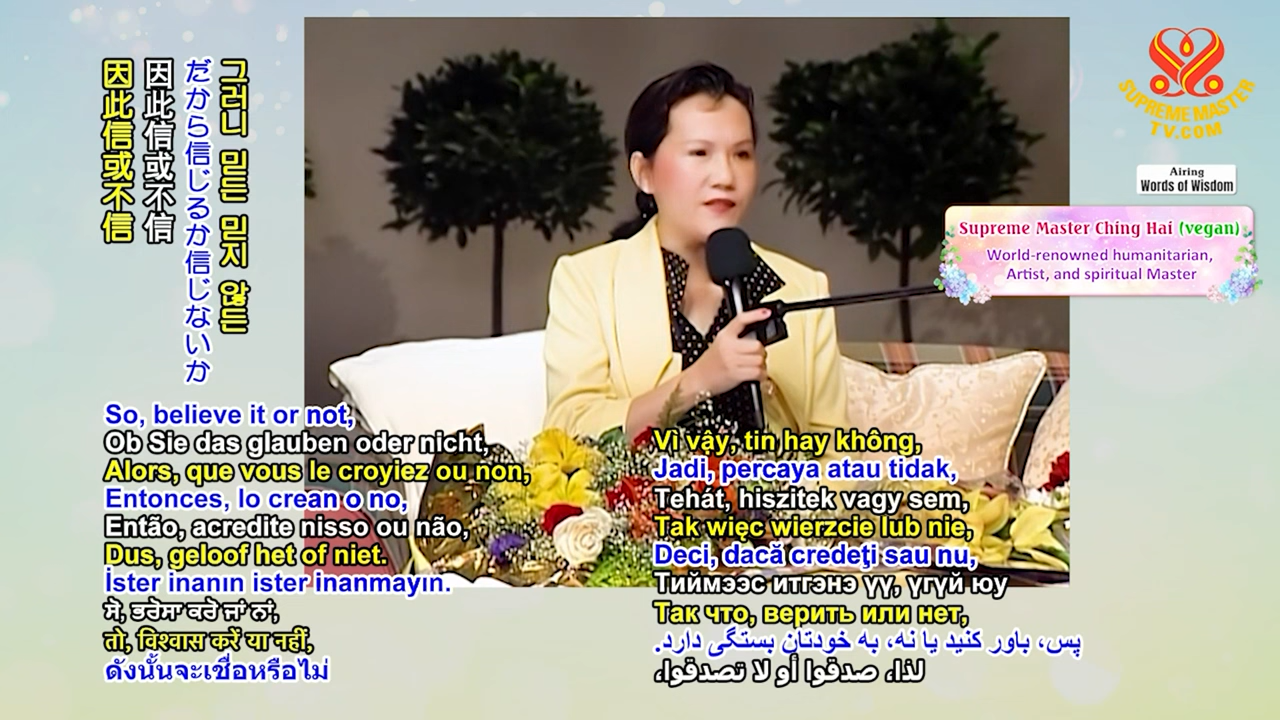 因此信或不信
因此信或不信
だから信じるか信じないか
그러니 믿든 믿지 않든
So, believe it or not,
Ob Sie das glauben oder nicht,
Alors, que vous le croyiez ou non,
Entonces, lo crean o no,
Então, acredite nisso ou não,
Dus, geloof het of niet.
İster inanın ister inanmayın.
ਸੋ, ਭਰੋਸਾ ਕਰੋ ਜਾਂ ਨਾਂ,
तो, विश्वास करें या नहीं,
ดังนั้นจะเชื่อหรือไม่
Vì vậy, tin hay không,
Jadi, percaya atau tidak,
Tehát, hiszitek vagy sem,
Tak więc wierzcie lub nie,
Deci, dacă credeţi sau nu,
Тиймээс итгэнэ үү, үгүй юу
Так что, верить или нет,
پس، باور کنید یا نه، به خودتان بستگی دارد.
لذا، صدقوا أو لا تصدقوا،
SUPREME MASTER
TV.COM
Airing
Words of Wisdom
Supreme Master Ching Hai (vegan)
World-renowned humanitarian,
Artist, and spiritual Master